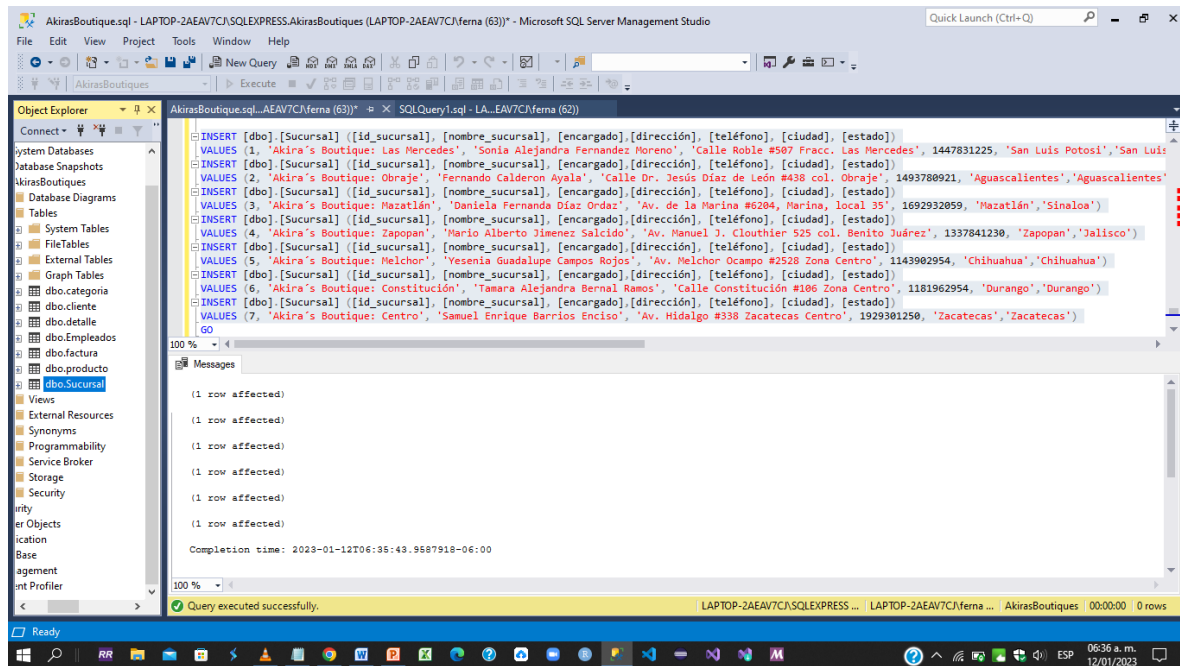 AkirasBoutique.sql - LAPTOP-2AEAV7CJ\SQLEXPRESS.AkirasBoutiques (LAPTOP-2AEAV7CJ\ferna (63))* - Microsoft SQL Server Management Studio
Quick Launch (Ctrl+Q)
File Edit View Project Tools Window Help
New Query
AkirasBoutiques
Execute
Object Explorer
AkirasBoutique.sql...AEAV7CJ\ferna (63))*
SQLQuery1.sql - LA...EAV7CJ\ferna (62))
Connect
ystem Databases
Database Snapshots
AkirasBoutiques
Database Diagrams
Tables
System Tables
FileTables
External Tables
Graph Tables
dbo.categoria
dbo.cliente
dbo.detalle
dbo.Empleados
dbo.factura
dbo.producto
dbo.Sucursal
Views
External Resources
Synonyms
Programmability
Service Broker
Storage
Security
urity
er Objects
ication
Base
agement
ent Profiler
INSERT [dbo].[Sucursal] ([id_sucursal], [nombre_sucursal], [encargado],[dirección], [teléfono], [ciudad], [estado])
VALUES (1, 'Akira´s Boutique: Las Mercedes', 'Sonia Alejandra Fernandez Moreno', 'Calle Roble #507 Fracc. Las Mercedes', 1447831225, 'San Luis Potosi','San Luis
INSERT [dbo].[Sucursal] ([id_sucursal], [nombre_sucursal], [encargado],[dirección], [teléfono], [ciudad], [estado])
VALUES (2, 'Akira´s Boutique: Obraje', 'Fernando Calderon Ayala', 'Calle Dr. Jesús Díaz de León #438 col. Obraje', 1493780921, 'Aguascalientes','Aguascalientes'
INSERT [dbo].[Sucursal] ([id_sucursal], [nombre_sucursal], [encargado],[dirección], [teléfono], [ciudad], [estado])
VALUES (3, 'Akira´s Boutique: Mazatlán', 'Daniela Fernanda Díaz Ordaz', 'Av. de la Marina #6204, Marina, local 35', 1692932059, 'Mazatlán','Sinaloa')
INSERT [dbo].[Sucursal] ([id_sucursal], [nombre_sucursal], [encargado],[dirección], [teléfono], [ciudad], [estado])
VALUES (4, 'Akira´s Boutique: Zapopan', 'Mario Alberto Jimenez Salcido', 'Av. Manuel J. Clouthier 525 col. Benito Juárez', 1337841230, 'Zapopan','Jalisco')
INSERT [dbo].[Sucursal] ([id_sucursal], [nombre_sucursal], [encargado],[dirección], [teléfono], [ciudad], [estado])
VALUES (5, 'Akira´s Boutique: Melchor', 'Yesenia Guadalupe Campos Rojos', 'Av. Melchor Ocampo #2528 Zona Centro', 1143902954, 'Chihuahua','Chihuahua')
INSERT [dbo].[Sucursal] ([id_sucursal], [nombre_sucursal], [encargado],[dirección], [teléfono], [ciudad], [estado])
VALUES (6, 'Akira´s Boutique: Constitución', 'Tamara Alejandra Bernal Ramos', 'Calle Constitución #106 Zona Centro', 1181962954, 'Durango','Durango')
INSERT [dbo].[Sucursal] ([id_sucursal], [nombre_sucursal], [encargado],[dirección], [teléfono], [ciudad], [estado])
VALUES (7, 'Akira´s Boutique: Centro', 'Samuel Enrique Barrios Enciso', 'Av. Hidalgo #338 Zacatecas Centro', 1929301250, 'Zacatecas','Zacatecas')
GO
100 %
Messages
(1 row affected)
(1 row affected)
(1 row affected)
(1 row affected)
(1 row affected)
(1 row affected)
Completion time: 2023-01-12T06:35:43.9587918-06:00
100 %
Query executed successfully.
LAPTOP-2AEAV7CJ\SQLEXPRESS ...
LAPTOP-2AEAV7CJ\ferna ...
AkirasBoutiques
00:00:00
0 rows
Ready
ESP
06:36 a. m.
12/01/2023